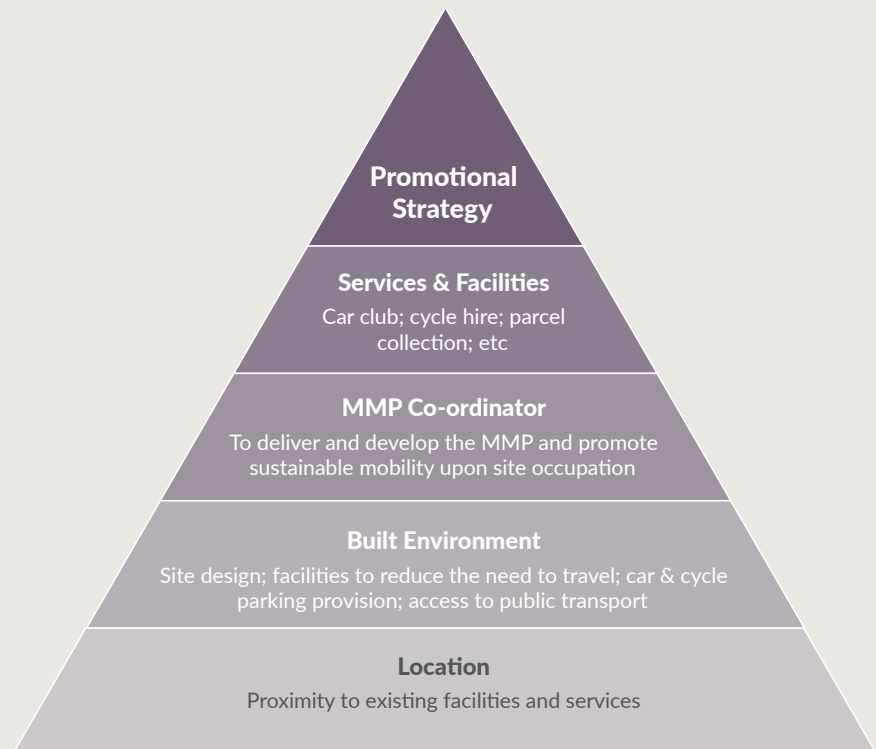 Promotional
Strategy
Services & Facilities
Car club; cycle hire; parcel
collection; etc
MMP Co-ordinator
To deliver and develop the MMP and promote
sustainable mobility upon site occupation
Built Environment
Site design; facilities to reduce the need to travel; car & cycle
parking provision; access to public transport
Location
Proximity to existing facilities and services